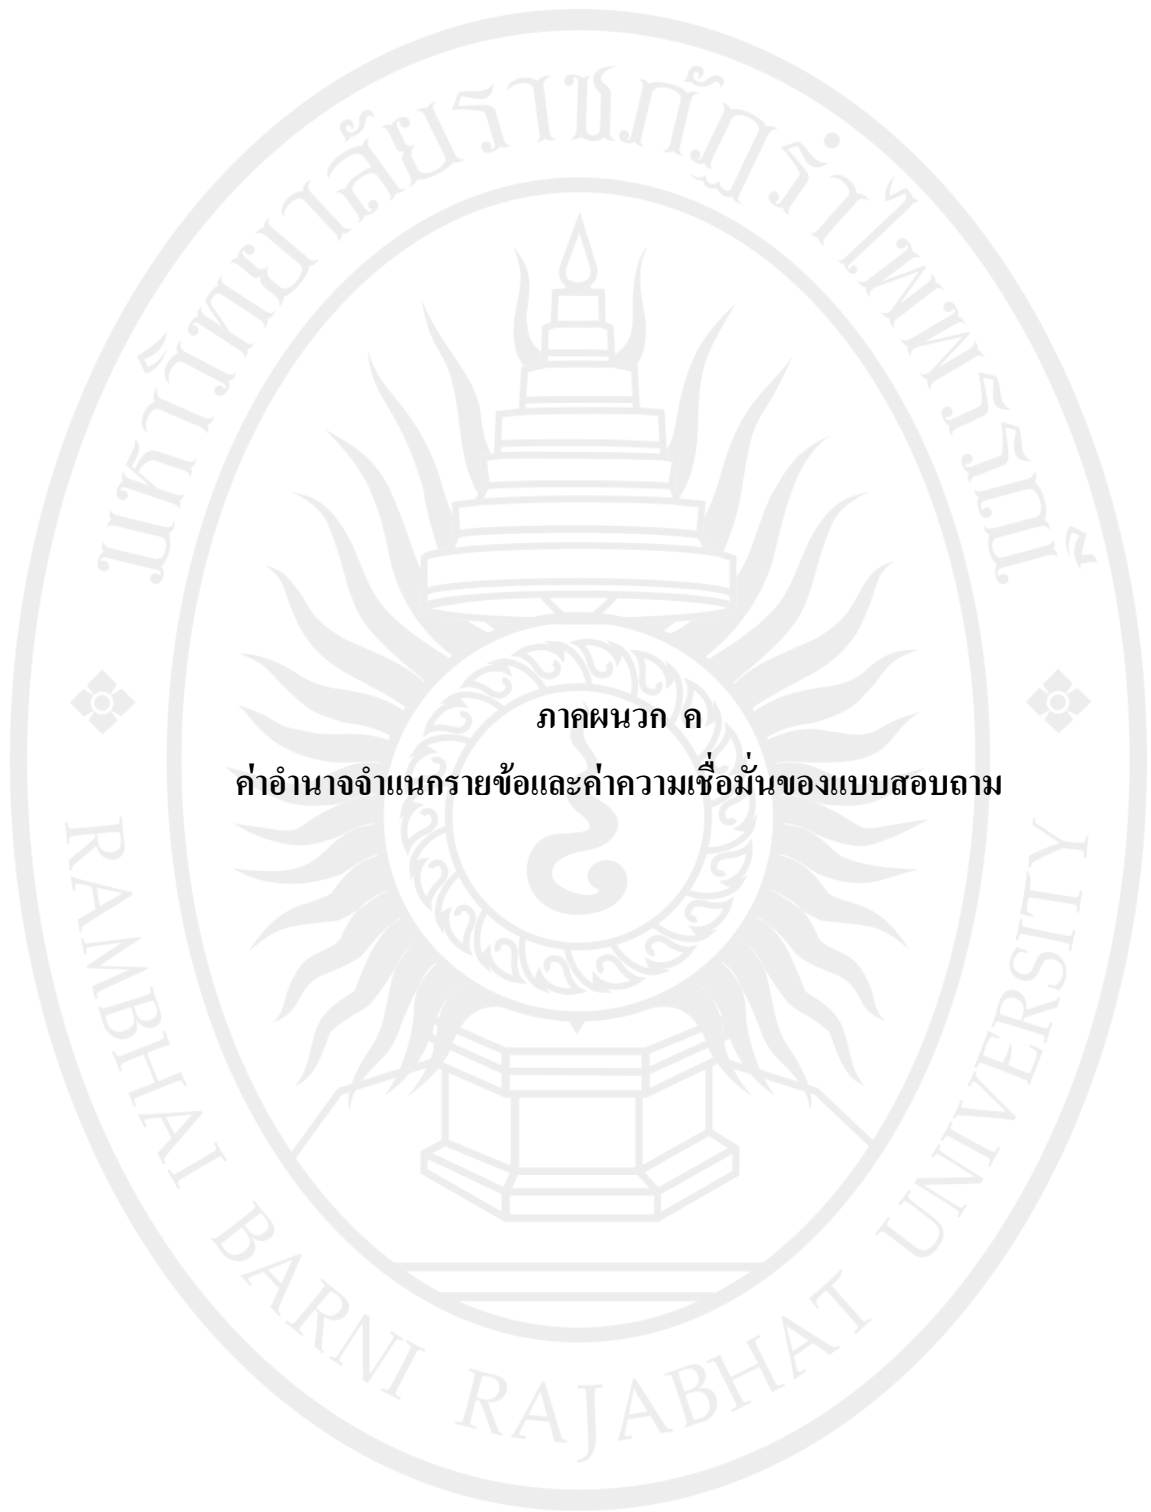 มหาวิทยาลัยราชภัฏรำไพพรรณี
ภาคผนวก ค
ค่าอำนาจจำแนกรายข้อและค่าความเชื่อมั่นของแบบสอบถาม
RAMBHAI BARNI RAJABHAT UNIVERSITY